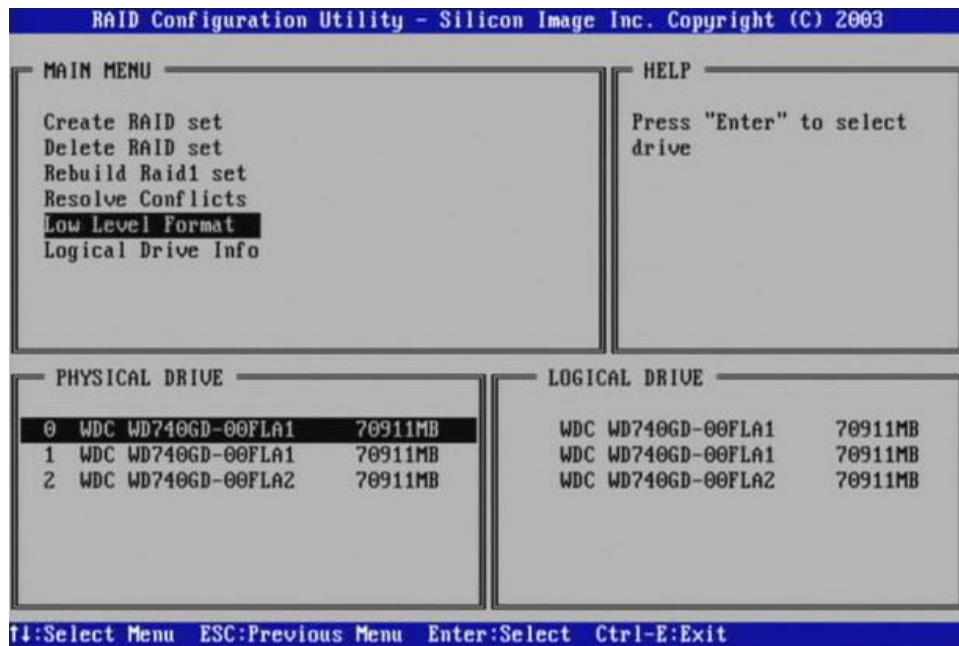 RAID Configuration Utility - Silicon Image Inc. Copyright (C) 2003
MAIN MENU
Create RAID set
Delete RAID set
Rebuild Raid1 set
Resolve Conflicts
Low Level Format
Logical Drive Info
HELP
Press "Enter" to select
drive
PHYSICAL DRIVE
0 WDC WD740GD-00FLA1 70911MB
1 WDC WD740GD-00FLA1 70911MB
2 WDC WD740GD-00FLA2 70911MB
LOGICAL DRIVE
WDC WD740GD-00FLA1 70911MB
WDC WD740GD-00FLA1 70911MB
WDC WD740GD-00FLA2 70911MB
↑↓:Select Menu ESC:Previous Menu Enter:Select Ctrl-E:Exit